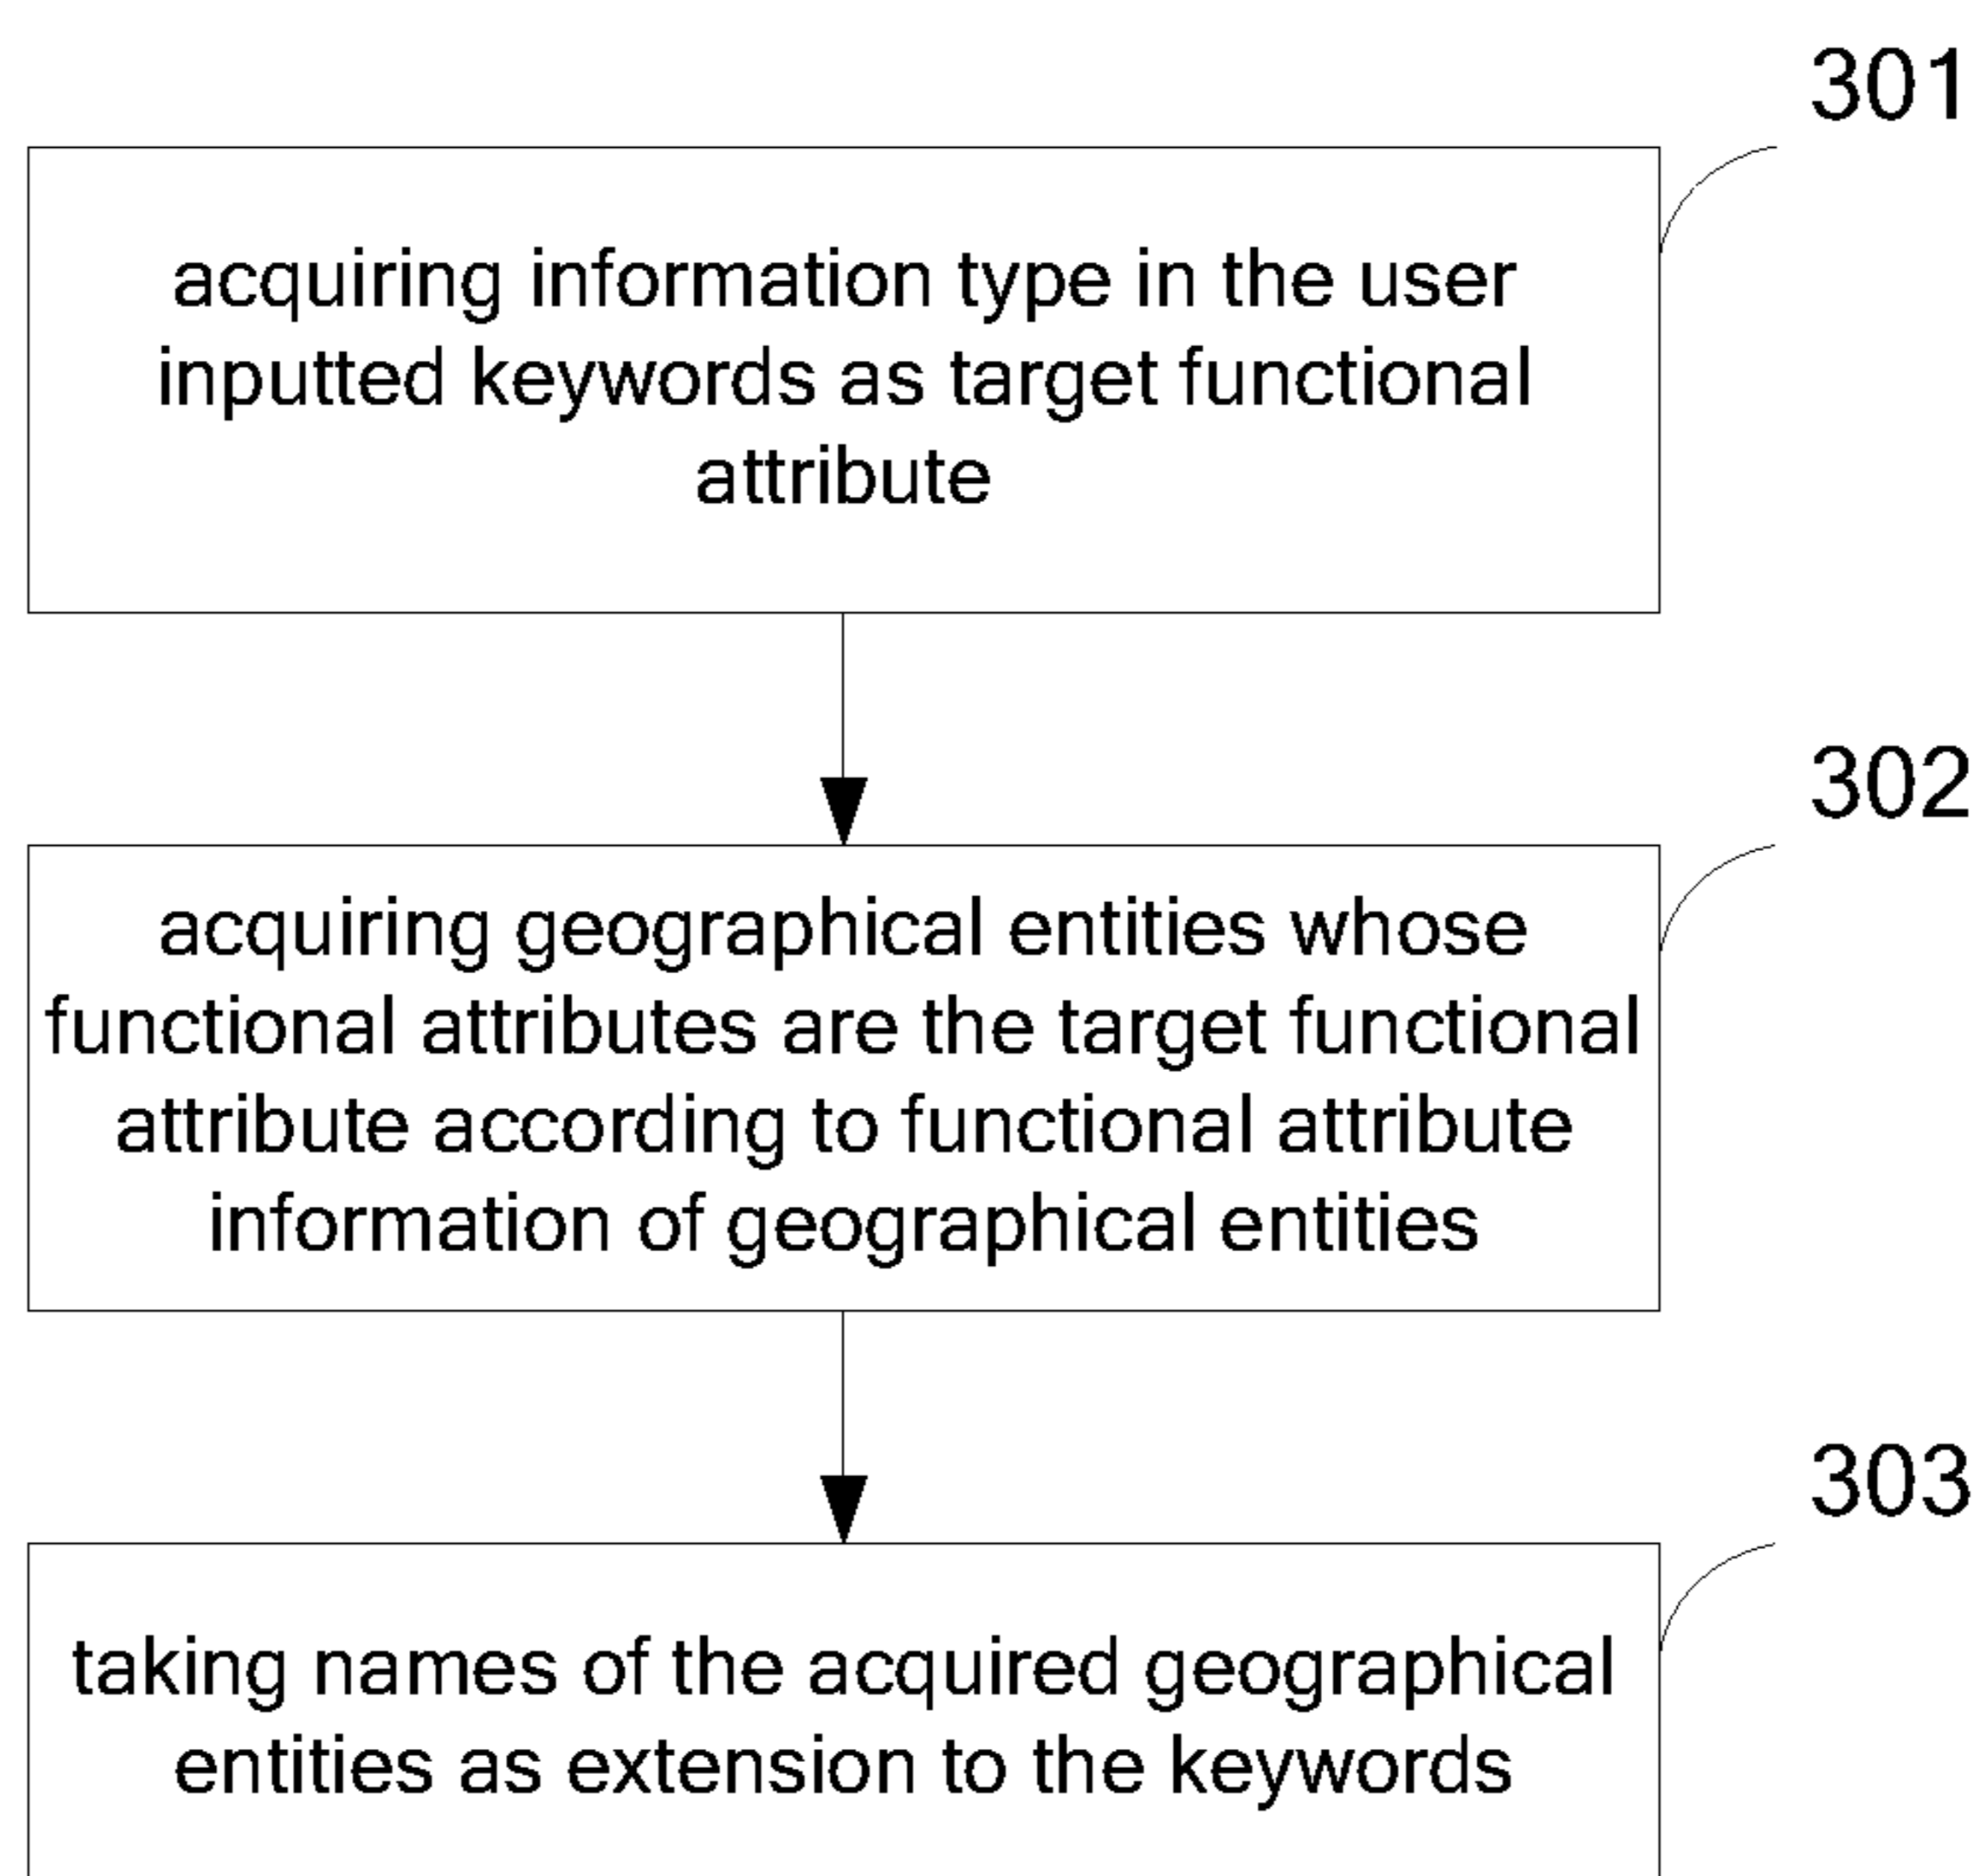 301
acquiring information type in the user
inputted keywords as target functional
attribute
302
acquiring geographical entities whose
functional attributes are the target functional
attribute according to functional attribute
information of geographical entities
303
taking names of the acquired geographical
entities as extension to the keywords